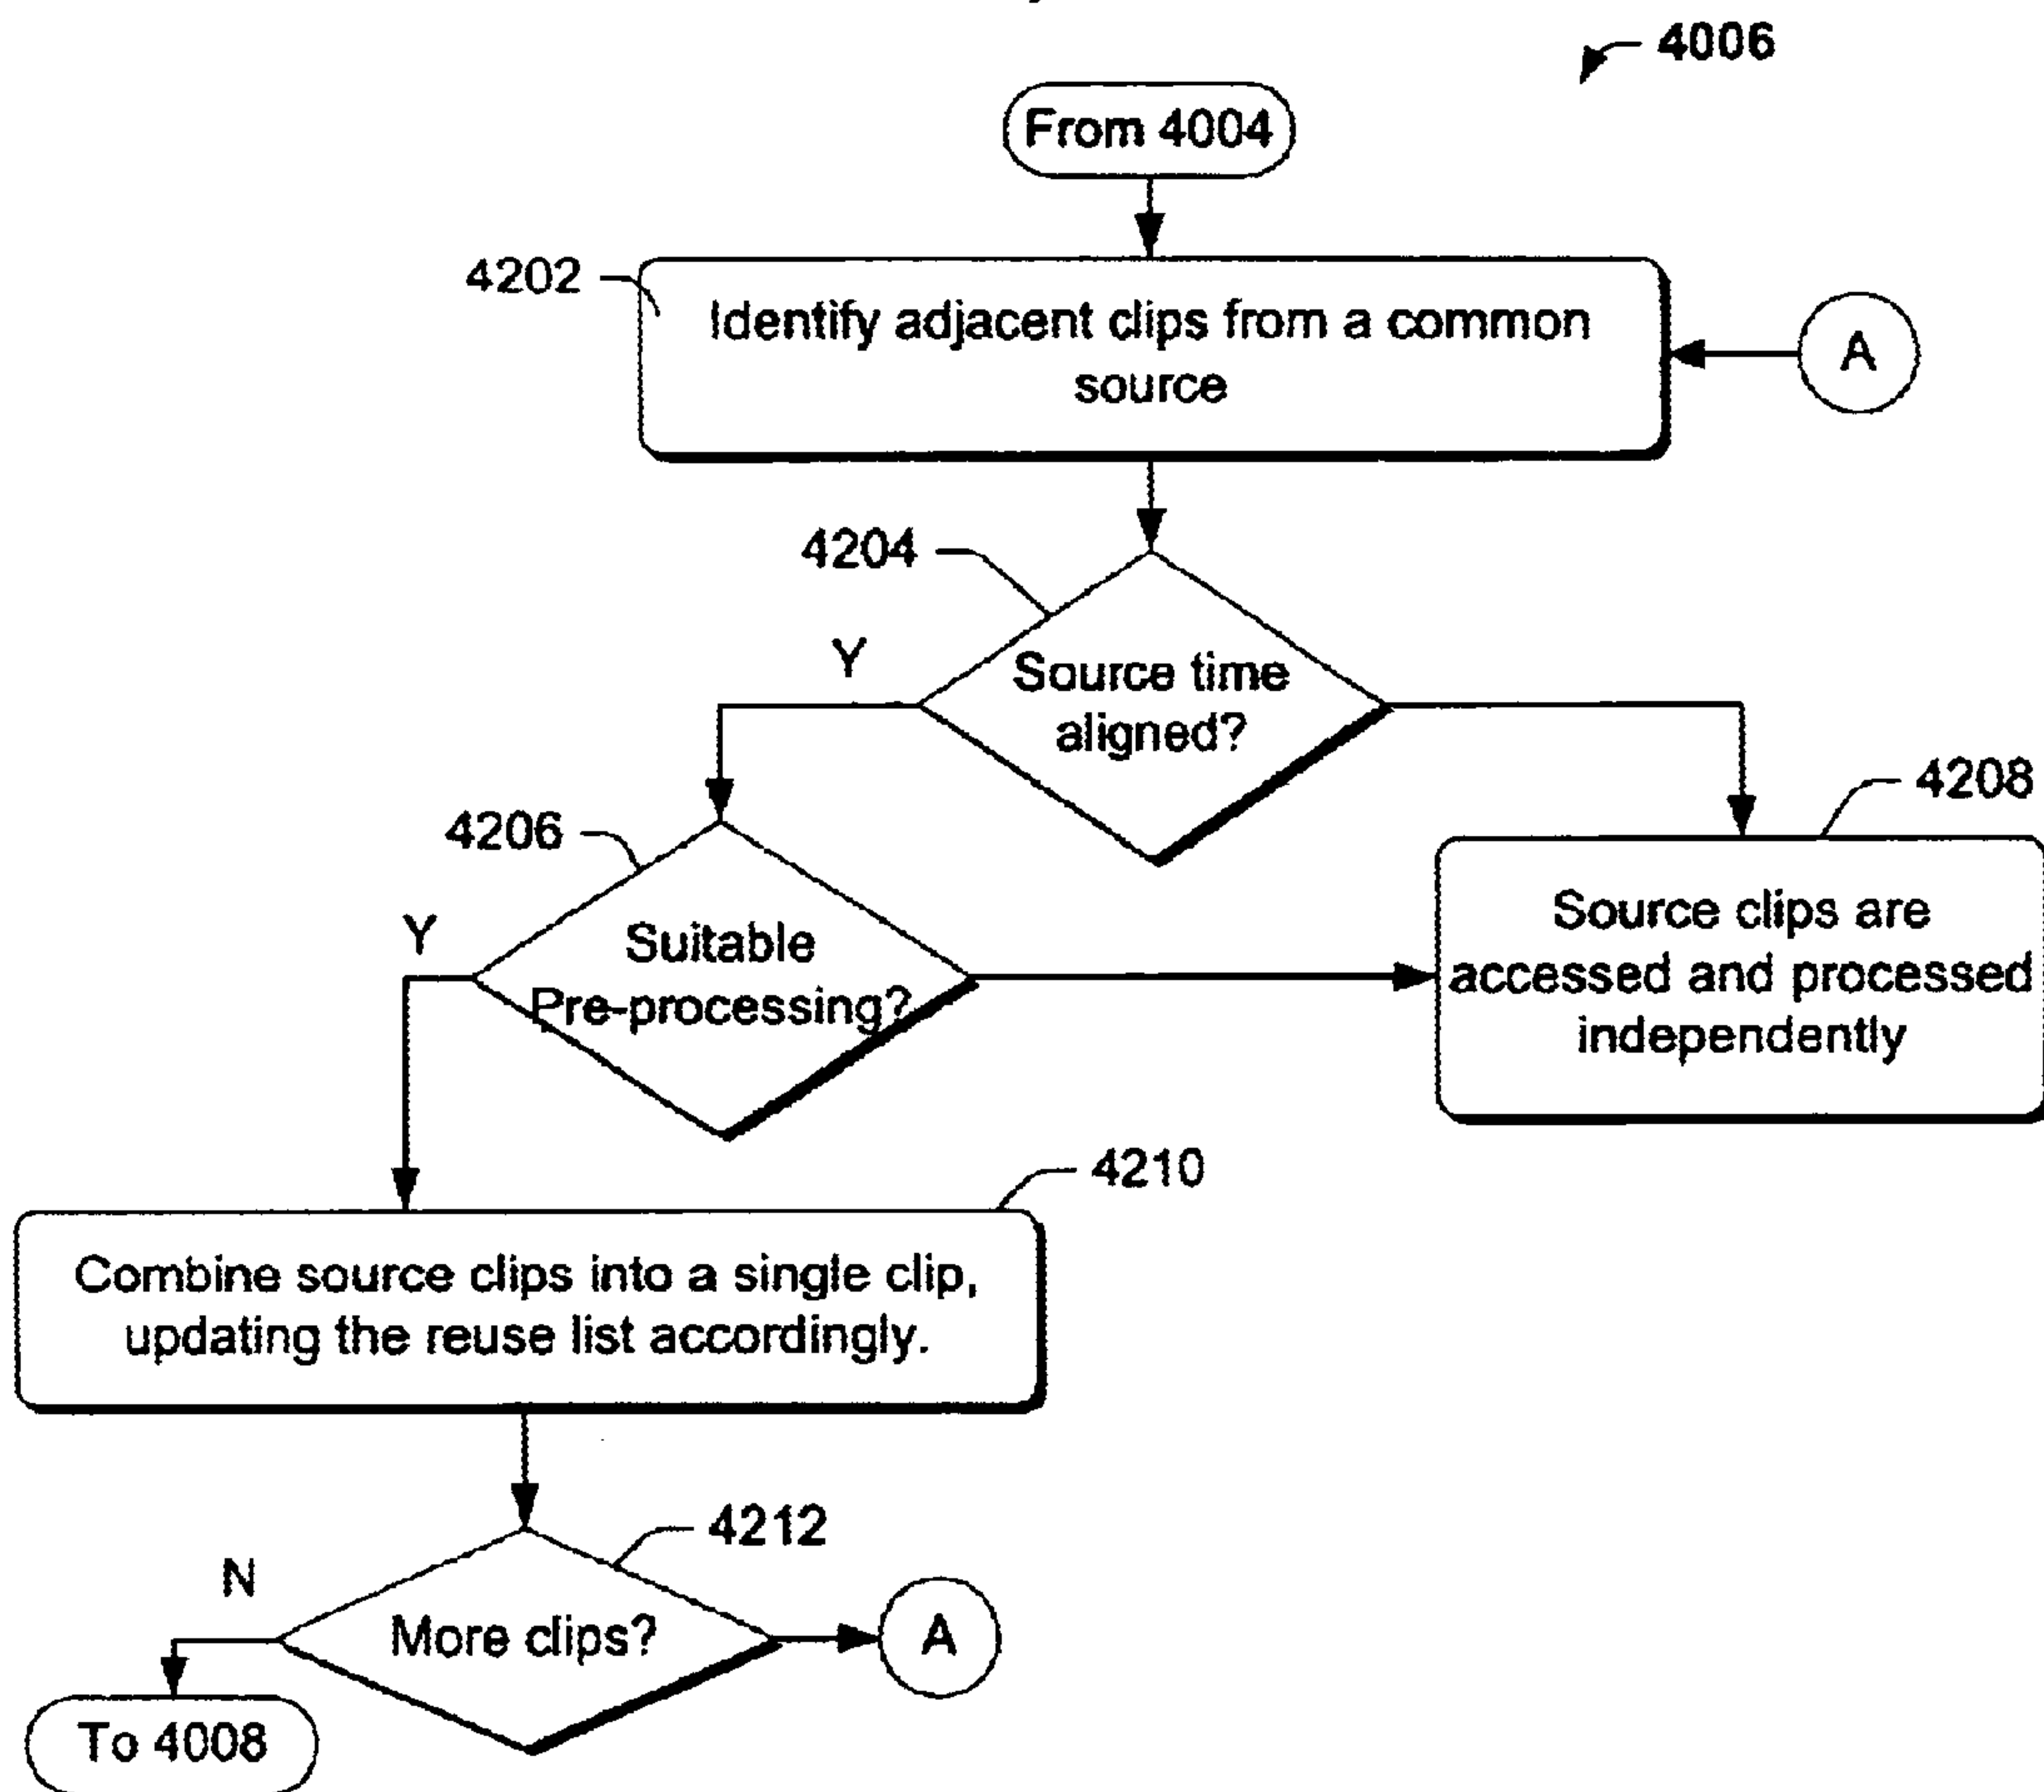 4006
From 4004
4202
Identify adjacent clips from a common
source
A
4204
Y
Source time
aligned?
4208
4206
Y
Suitable
Pre-processing?
Source clips are
accessed and processed
independently
4210
Combine source clips into a single clip,
updating the reuse list accordingly.
4212
N
More clips?
A
To 4008